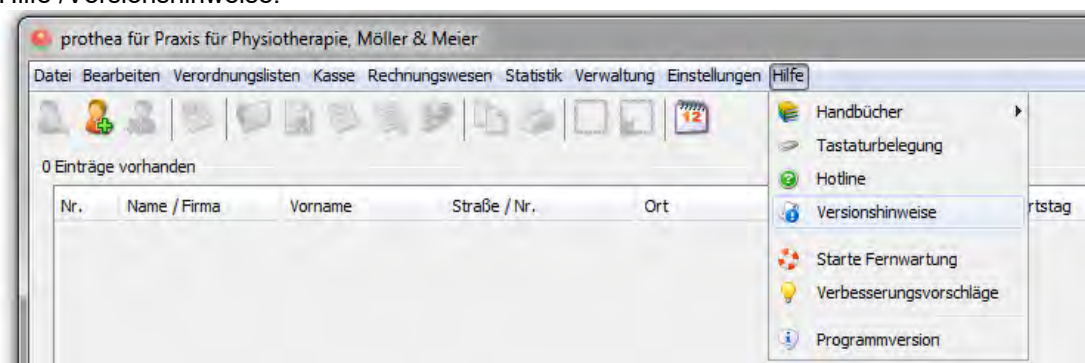 Hilfe /Versionshinweise.
prothea für Praxis für Physiotherapie, Möller & Meier
Datei Bearbeiten Verordnungslisten Kasse Rechnungswesen Statistik Verwaltung Einstellungen Hilfe
12
Handbücher
Tastaturbelegung
Hotline
Versionshinweise
Starte Fernwartung
Verbesserungsvorschläge
Programmversion
0 Einträge vorhanden
Nr. Name / Firma Vorname Straße / Nr. Ort rtstag